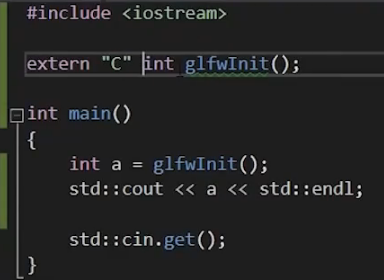 #include <iostream>
extern "C" int glfwInit();
int main()
{
int a = glfwInit();
std::cout << a << std::endl;
std::cin.get();
}